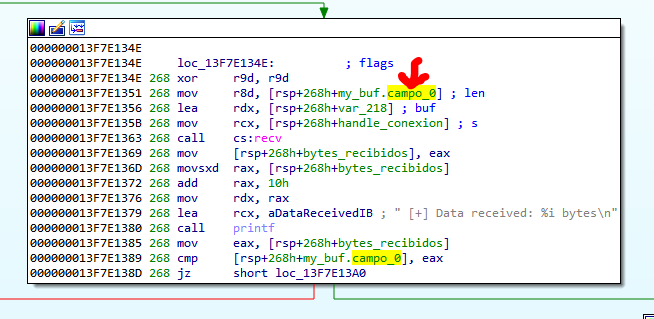 000000013F7E134E
000000013F7E134E loc_13F7E134E: ; flags
000000013F7E134E 268 xor r9d, r9d
000000013F7E1351 268 mov r8d, [rsp+268h+my_buf.campo_0] ; len
000000013F7E1356 268 lea rdx, [rsp+268h+var_218] ; buf
000000013F7E135B 268 mov rcx, [rsp+268h+handle_conexion] ; s
000000013F7E1363 268 call cs:recv
000000013F7E1369 268 mov [rsp+268h+bytes_recibidos], eax
000000013F7E136D 268 movsxd rax, [rsp+268h+bytes_recibidos]
000000013F7E1372 268 add rax, 10h
000000013F7E1376 268 mov rdx, rax
000000013F7E1379 268 lea rcx, aDataReceivedIB ; " [+] Data received: %i bytes\n"
000000013F7E1380 268 call printf
000000013F7E1385 268 mov eax, [rsp+268h+bytes_recibidos]
000000013F7E1389 268 cmp [rsp+268h+my_buf.campo_0], eax
000000013F7E138D 268 jz short loc_13F7E13A0